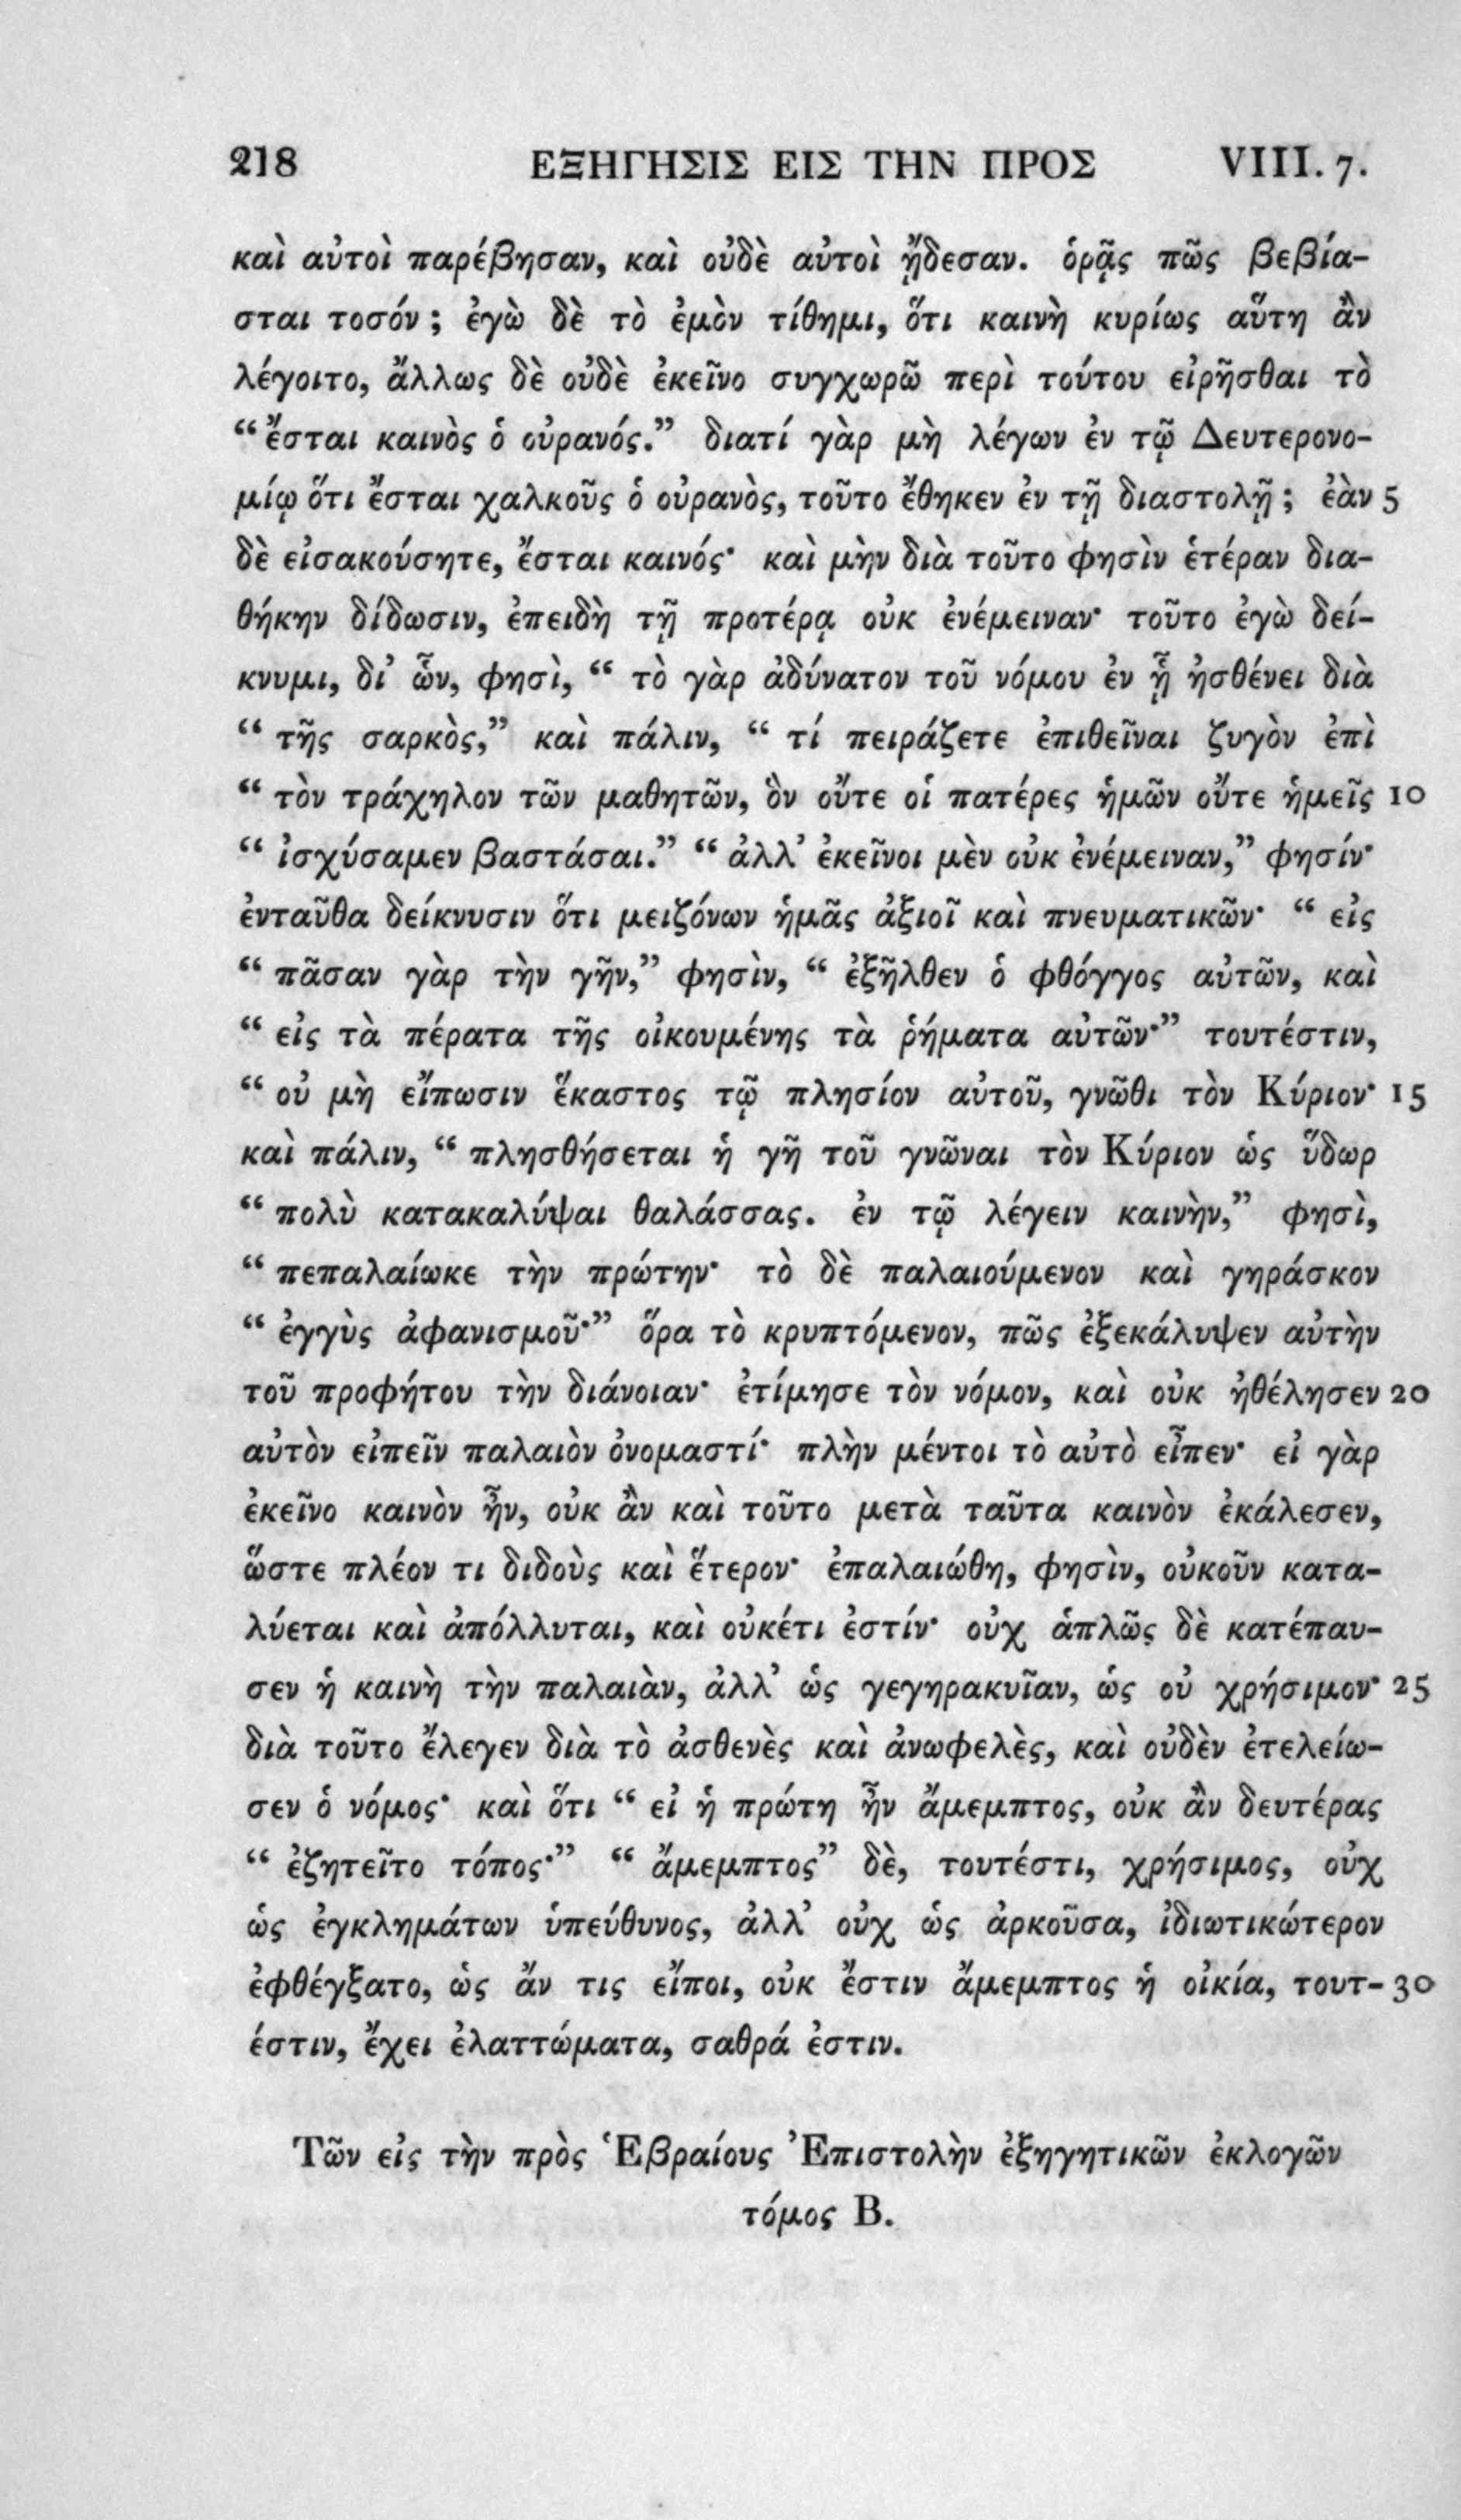 218 ΕΞΗΓΗΣΙΣ ΕΙΣ ΤΗΝ ΠΡΟΣ VIII. 7.
καὶ αὐτοὶ παρέβησαν, καὶ οὐδὲ αὐτοὶ ᾔδεσαν. ὁρᾷς πῶς βεβία-
σται τοσόν ; ἐγὼ δὲ τὸ ἐμὸν τίθημι, ὅτι καινὴ κυρίως αὕτη ἂν
λέγοιτο, ἄλλως δὲ οὐδὲ ἐκεῖνο συγχωρῶ περὶ τούτου εἰρῆσθαι τὸ
“ ἔσται καινὸς ὁ οὐρανός.” διατί γὰρ μὴ λέγων ἐν τῷ Δευτερονο-
μίῳ ὅτι ἔσται χαλκοῦς ὁ οὐρανὸς, τοῦτο ἔθηκεν ἐν τῇ διαστολῇ ; ἐὰν 5
δὲ εἰσακούσητε, ἔσται καινός· καὶ μὴν διὰ τοῦτο φησὶν ἑτέραν δια-
θήκην δίδωσιν, ἐπειδὴ τῇ προτέρᾳ οὐκ ἐνέμειναν· τοῦτο ἐγὼ δεί-
κνυμι, δι’ ὧν, φησὶ, “ τὸ γὰρ ἀδύνατον τοῦ νόμου ἐν ᾗ ἠσθένει διὰ
“ τῆς σαρκὸς,” καὶ πάλιν, “ τί πειράζετε ἐπιθεῖναι ζυγὸν ἐπὶ
“ τὸν τράχηλον τῶν μαθητῶν, ὃν οὔτε οἱ πατέρες ἡμῶν οὔτε ἡμεῖς 10
“ ἰσχύσαμεν βαστάσαι.” “ ἀλλ’ ἐκεῖνοι μὲν οὐκ ἐνέμειναν,” φησίν·
ἐνταῦθα δείκνυσιν ὅτι μειζόνων ἡμᾶς ἀξιοῖ καὶ πνευματικῶν· “ εἰς
“ πᾶσαν γὰρ τὴν γῆν,” φησὶν, “ ἐξῆλθεν ὁ φθόγγος αὐτῶν, καὶ
“ εἰς τὰ πέρατα τῆς οἰκουμένης τὰ ῥήματα αὐτῶν·” τουτέστιν,
“ οὐ μὴ εἴπωσιν ἕκαστος τῷ πλησίον αὐτοῦ, γνῶθι τὸν Κύριον· 15
καὶ πάλιν, “ πλησθήσεται ἡ γῆ τοῦ γνῶναι τὸν Κύριον ὡς ὕδωρ
“ πολὺ κατακαλύψαι θαλάσσας. ἐν τῷ λέγειν καινὴν,” φησὶ,
“ πεπαλαίωκε τὴν πρώτην· τὸ δὲ παλαιούμενον καὶ γηράσκον
“ ἐγγὺς ἀφανισμοῦ·” ὅρα τὸ κρυπτόμενον, πῶς ἐξεκάλυψεν αὐτὴν
τοῦ προφήτου τὴν διάνοιαν· ἐτίμησε τὸν νόμον, καὶ οὐκ ἠθέλησεν 20
αὐτὸν εἰπεῖν παλαιὸν ὀνομαστί· πλὴν μέντοι τὸ αὐτὸ εἶπεν· εἰ γὰρ
ἐκεῖνο καινὸν ἦν, οὐκ ἂν καὶ τοῦτο μετὰ ταῦτα καινὸν ἐκάλεσεν,
ὥστε πλέον τι διδοὺς καὶ ἕτερον· ἐπαλαιώθη, φησὶν, οὐκοῦν κατα-
λύεται καὶ ἀπόλλυται, καὶ οὐκέτι ἐστίν· οὐχ ἁπλῶς δὲ κατέπαυ-
σεν ἡ καινὴ τὴν παλαιὰν, ἀλλ’ ὡς γεγηρακυῖαν, ὡς οὐ χρήσιμον· 25
διὰ τοῦτο ἔλεγεν διὰ τὸ ἀσθενὲς καὶ ἀνωφελὲς, καὶ οὐδὲν ἐτελείω-
σεν ὁ νόμος· καὶ ὅτι “ εἰ ἡ πρώτη ἦν ἄμεμπτος, οὐκ ἂν δευτέρας
“ ἐζητεῖτο τόπος·” “ ἄμεμπτος” δὲ, τουτέστι, χρήσιμος, οὐχ
ὡς ἐγκλημάτων ὑπεύθυνος, ἀλλ’ οὐχ ὡς ἀρκοῦσα, ἰδιωτικώτερον
ἐφθέγξατο, ὡς ἄν τις εἴποι, οὐκ ἔστιν ἄμεμπτος ἡ οἰκία, τουτ- 30
έστιν, ἔχει ἐλαττώματα, σαθρά ἐστιν.
Τῶν εἰς τὴν πρὸς Ἑβραίους Ἐπιστολὴν ἐξηγητικῶν ἐκλογῶν
τόμος Β.